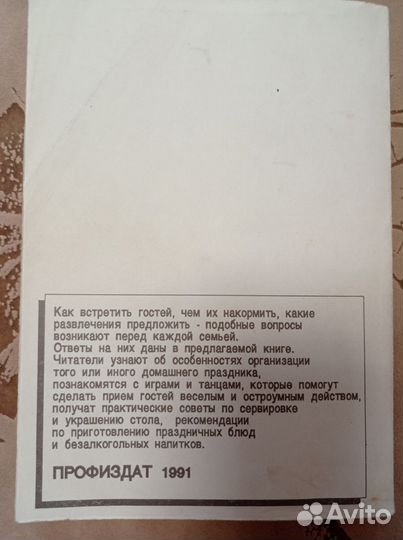 Как встретить гостей, чем их накормить, какие
развлечения предложить - подобные вопросы
возникают перед каждой семьей.
Ответы на них даны в предлагаемой книге.
Читатели узнают об особенностях организации
того или иного домашнего праздника,
познакомятся с играми и танцами, которые помогут
сделать прием гостей веселым и остроумным действом,
получат практические советы по сервировке
и украшению стола, рекомендации
по приготовлению праздничных блюд
и безалкогольных напитков.
ПРОФИЗДАТ 1991
Avito